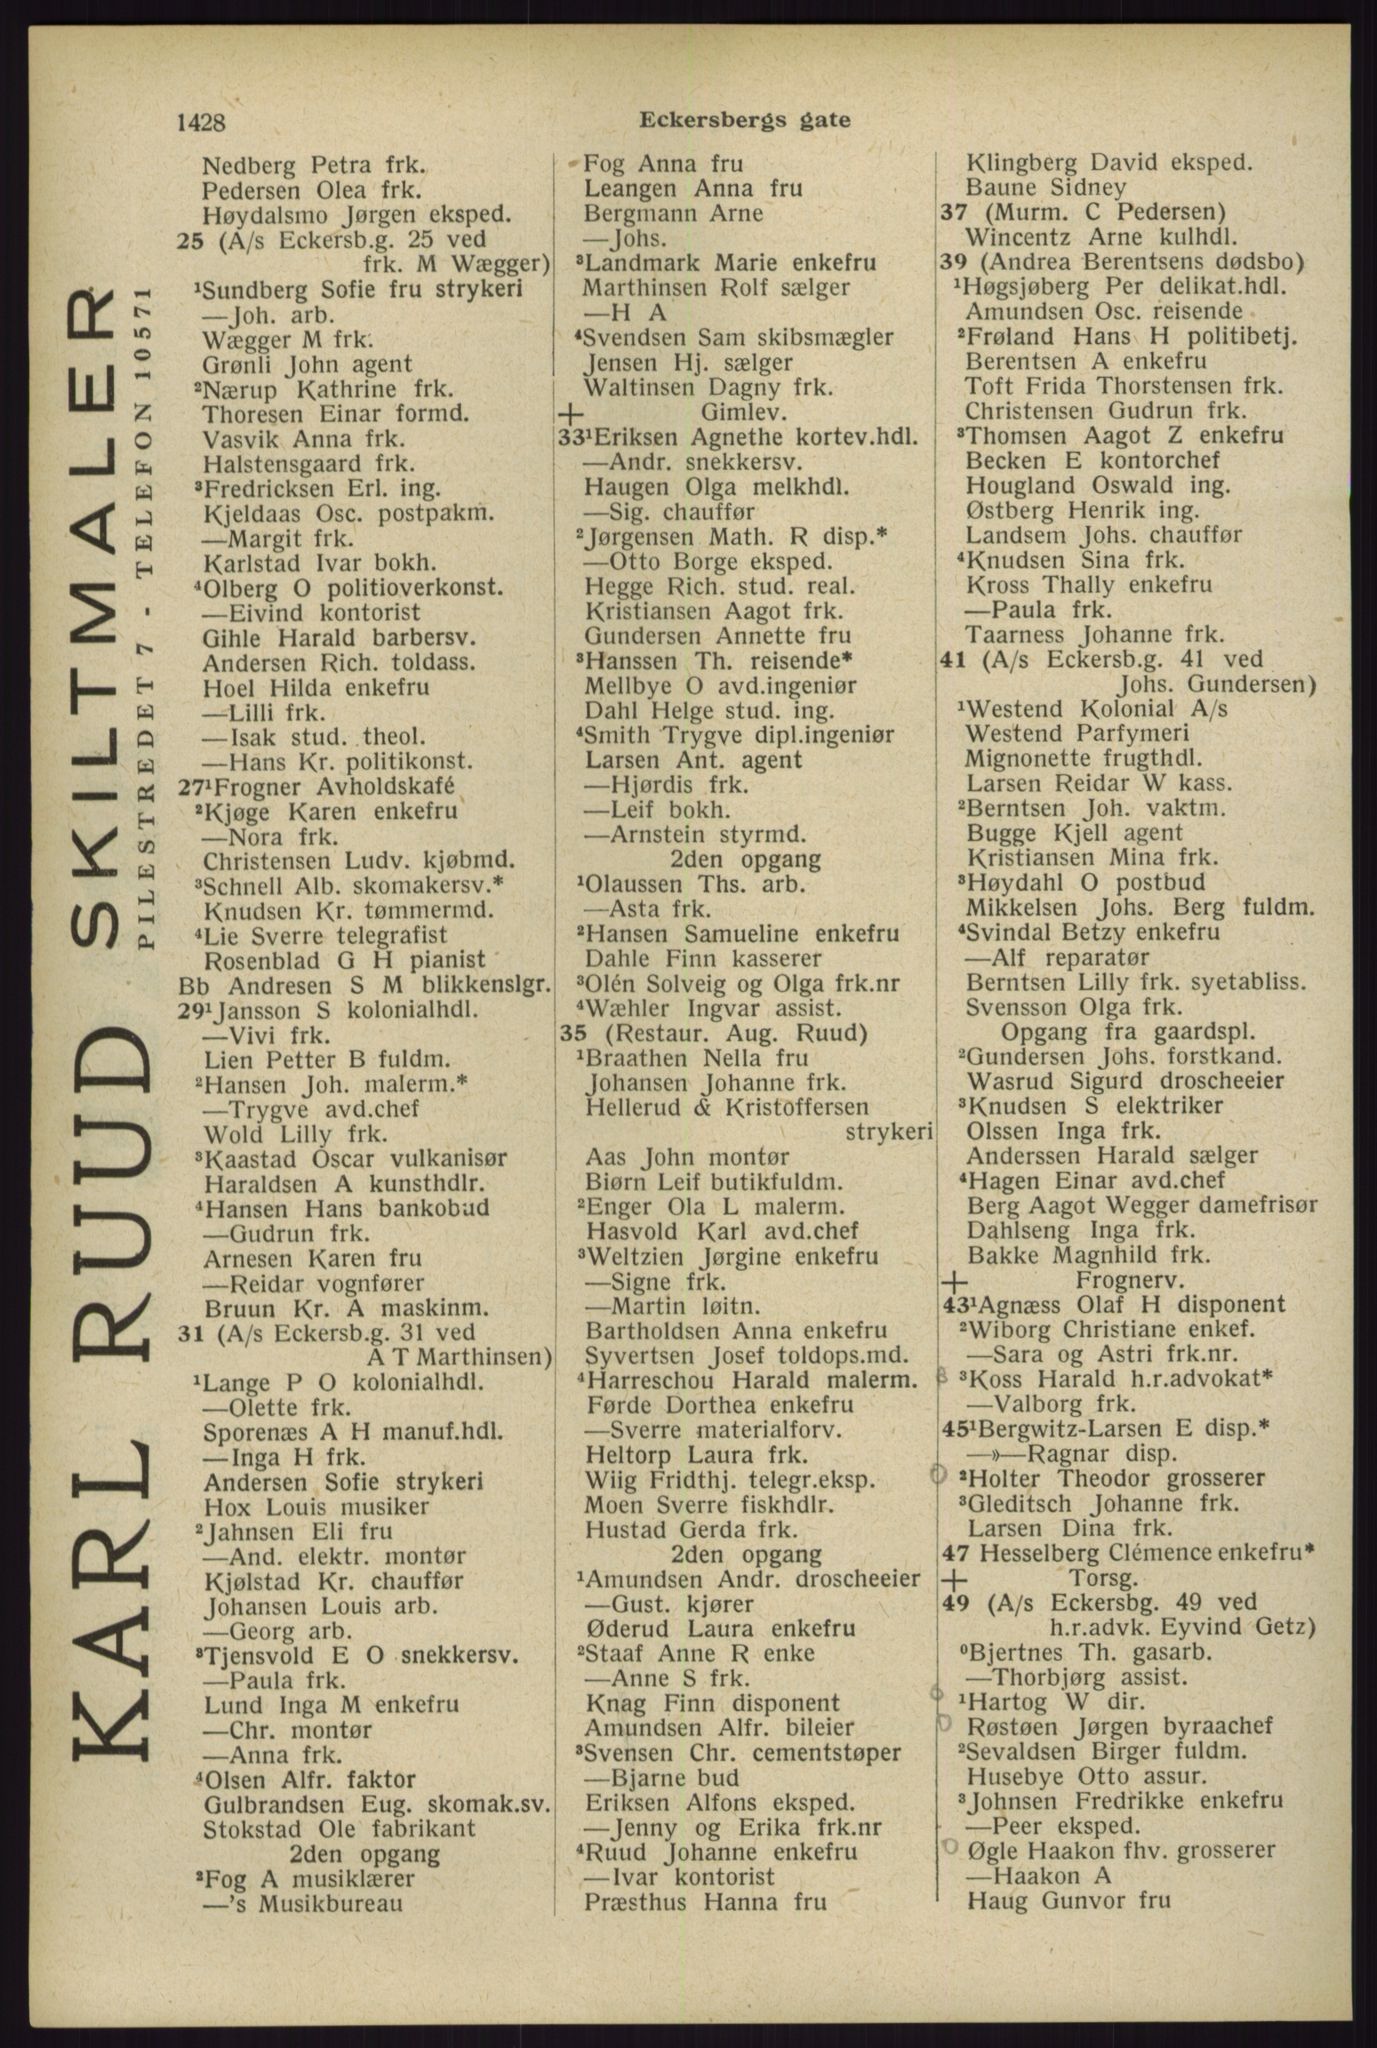 1428
Eckersbergs gate
KARL RUUD SKILTMALER
PILESTREDET 7 - TELEFON 10571
Nedberg Petra frk.
Pedersen Olea frk.
Høydalsmo Jørgen eksped.
25 (A/s Eckersb.g. 25 ved
frk. M Wægger)
¹Sundberg Sofie fru strykeri
—Joh. arb.
Wægger M frk.
Grønli John agent
²Nærup Kathrine frk.
Thoresen Einar formd.
Vasvik Anna frk.
Halstensgaard frk.
³Fredricksen Erl. ing.
Kjeldaas Osc. postpakm.
—Margit frk.
Karlstad Ivar bokh.
⁴Olberg O politioverkonst.
—Eivind kontorist
Gihle Harald barbersv.
Andersen Rich. toldass.
Hoel Hilda enkefru
—Lilli frk.
—Isak stud. theol.
—Hans Kr. politikonst.
27¹Frogner Avholdskafé
²Kjøge Karen enkefru
—Nora frk.
Christensen Ludv. kjøbmd.
³Schnell Alb. skomakersv.*
Knudsen Kr. tømmermd.
⁴Lie Sverre telegrafist
Rosenblad G H pianist
Bb Andresen S M blikkenslgr.
29¹Jansson S kolonialhdl.
—Vivi frk.
Lien Petter B fuldm.
²Hansen Joh. malerm.*
—Trygve avd.chef
Wold Lilly frk.
³Kaastad Oscar vulkanisør
Haraldsen A kunsthdlr.
⁴Hansen Hans bankobud
—Gudrun frk.
Arnesen Karen fru
—Reidar vognfører
Bruun Kr. A maskinm.
31 (A/s Eckersb.g. 31 ved
A T Marthinsen)
¹Lange P O kolonialhdl.
—Olette frk.
Sporenæs A H manuf.hdl.
—Inga H frk.
Andersen Sofie strykeri
Hox Louis musiker
²Jahnsen Eli fru
—And. elektr. montør
Kjølstad Kr. chauffør
Johansen Louis arb.
—Georg arb.
³Tjensvold E O snekkersv.
—Paula frk.
Lund Inga M enkefru
—Chr. montør
—Anna frk.
⁴Olsen Alfr. faktor
Gulbrandsen Eug. skomak.sv.
Stokstad Ole fabrikant
2den opgang
²Fog A musiklærer
—'s Musikbureau
Fog Anna fru
Leangen Anna fru
Bergmann Arne
—Johs.
³Landmark Marie enkefru
Marthinsen Rolf sælger
—H A
⁴Svendsen Sam skibsmægler
Jensen Hj. sælger
Waltinsen Dagny frk.
+ Gimlev.
33¹Eriksen Agnethe kortev.hdl.
—Andr. snekkersv.
Haugen Olga melkhdl.
—Sig. chauffør
²Jørgensen Math. R disp.*
—Otto Borge eksped.
Hegge Rich. stud. real.
Kristiansen Aagot frk.
Gundersen Annette fru
³Hanssen Th. reisende*
Mellbye O avd.ingeniør
Dahl Helge stud. ing.
⁴Smith Trygve dipl.ingeniør
Larsen Ant. agent
—Hjørdis frk.
—Leif bokh.
—Arnstein styrmd.
2den opgang
¹Olaussen Ths. arb.
—Asta frk.
²Hansen Samueline enkefru
Dahle Finn kasserer
³Olén Solveig og Olga frk.nr
⁴Wæhler Ingvar assist.
35 (Restaur. Aug. Ruud)
¹Braathen Nella fru
Johansen Johanne frk.
Hellerud & Kristoffersen
strykeri
Aas John montør
Biørn Leif butikfuldm.
²Enger Ola L malerm.
Hasvold Karl avd.chef
³Weltzien Jørgine enkefru
—Signe frk.
—Martin løitn.
Bartholdsen Anna enkefru
Syvertsen Josef toldops.md.
⁴Harreschou Harald malerm.
Førde Dorthea enkefru
—Sverre materialforv.
Heltorp Laura frk.
Wiig Fridthj. telegr.eksp.
Moen Sverre fiskhdlr.
Hustad Gerda frk.
2den opgang
¹Amundsen Andr. droscheeier
—Gust. kjører
Øderud Laura enkefru
²Staaf Anne R enke
—Anne S frk.
Knag Finn disponent
Amundsen Alfr. bileier
³Svensen Chr. cementstøper
—Bjarne bud
Eriksen Alfons eksped.
—Jenny og Erika frk.nr
⁴Ruud Johanne enkefru
—Ivar kontorist
Præsthus Hanna fru
Klingberg David eksped.
Baune Sidney
37 (Murm. C Pedersen)
Wincentz Arne kulhdl.
39 (Andrea Berentsens dødsbo)
¹Høgsjøberg Per delikat.hdl.
Amundsen Osc. reisende
²Frøland Hans H politibetj.
Berentsen A enkefru
Toft Frida Thorstensen frk.
Christensen Gudrun frk.
³Thomsen Aagot Z enkefru
Becken E kontorchef
Hougland Oswald ing.
Østberg Henrik ing.
Landsem Johs. chauffør
⁴Knudsen Sina frk.
Kross Thally enkefru
—Paula frk.
Taarness Johanne frk.
41 (A/s Eckersb.g. 41 ved
Johs. Gundersen)
¹Westend Kolonial A/s
Westend Parfymeri
Mignonette frugthdl.
Larsen Reidar W kass.
²Berntsen Joh. vaktm.
Bugge Kjell agent
Kristiansen Mina frk.
³Høydahl O postbud
Mikkelsen Johs. Berg fuldm.
⁴Svindal Betzy enkefru
—Alf reparatør
Berntsen Lilly frk. syetabliss.
Svensson Olga frk.
Opgang fra gaardspl.
²Gundersen Johs. forstkand.
Wasrud Sigurd droscheeier
³Knudsen S elektriker
Olssen Inga frk.
Anderssen Harald sælger
⁴Hagen Einar avd.chef
Berg Aagot Wegger damefrisør
Dahlseng Inga frk.
Bakke Magnhild frk.
+ Frognerv.
43¹Agnæss Olaf H disponent
²Wiborg Christiane enkef.
—Sara og Astri frk.nr.
³Koss Harald h.r.advokat*
—Valborg frk.
45¹Bergwitz-Larsen E disp.*
—»—Ragnar disp.
²Holter Theodor grosserer
³Gleditsch Johanne frk.
Larsen Dina frk.
47 Hesselberg Clémence enkefru*
+ Torsg.
49 (A/s Eckersbg. 49 ved
h.r.advk. Eyvind Getz)
⁰Bjertnes Th. gasarb.
—Thorbjørg assist.
¹Hartog W dir.
Røstøen Jørgen byraachef
²Sevaldsen Birger fuldm.
Husebye Otto assur.
³Johnsen Fredrikke enkefru
—Peer eksped.
Øgle Haakon fhv. grosserer
—Haakon A
Haug Gunvor fru